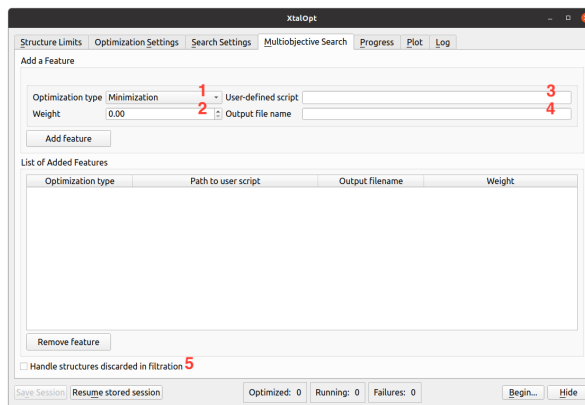 XtalOpt
Structure Limits Optimization Settings Search Settings Multiobjective Search Progress Plot Log
Add a Feature
Optimization type Minimization 1 User-defined script 3
Weight 0.00 2 Output file name 4
Add feature
List of Added Features
Optimization type Path to user script Output filename Weight
Remove feature
Handle structures discarded in filtration 5
Save Session Resume stored session Optimized: 0 Running: 0 Failures: 0 Begin... Hide